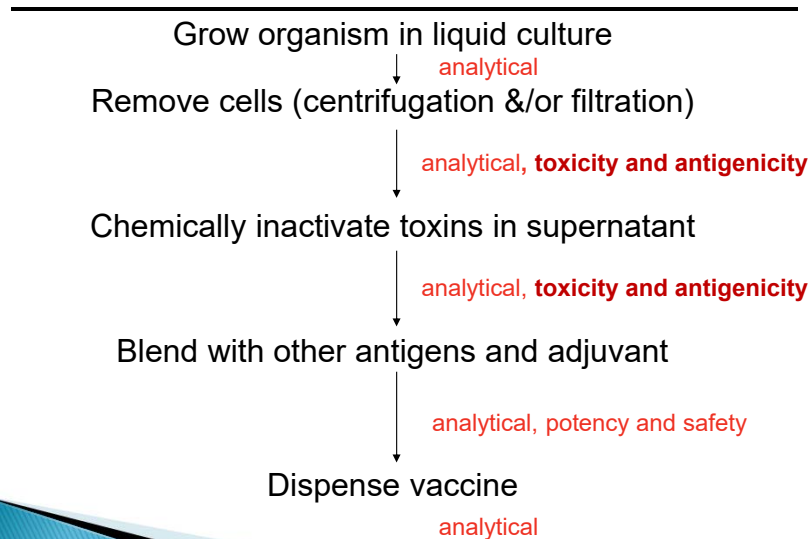 Grow organism in liquid culture
analytical
Remove cells (centrifugation &/or filtration)
analytical, toxicity and antigenicity
Chemically inactivate toxins in supernatant
analytical, toxicity and antigenicity
Blend with other antigens and adjuvant
analytical, potency and safety
Dispense vaccine
analytical